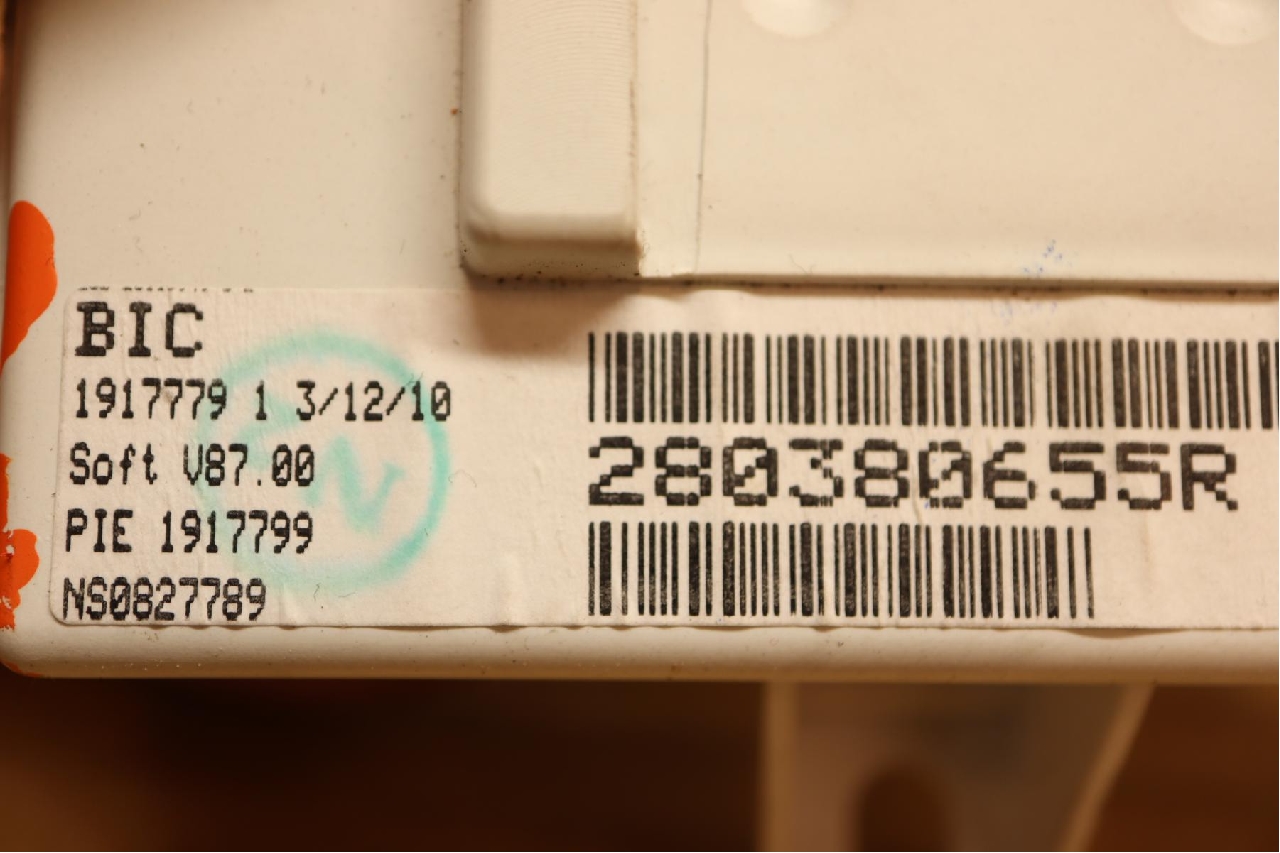 BIC
1917779 1 3/12/10
Soft V87.00
PIE 1917799
NS0827789
280380655R
N